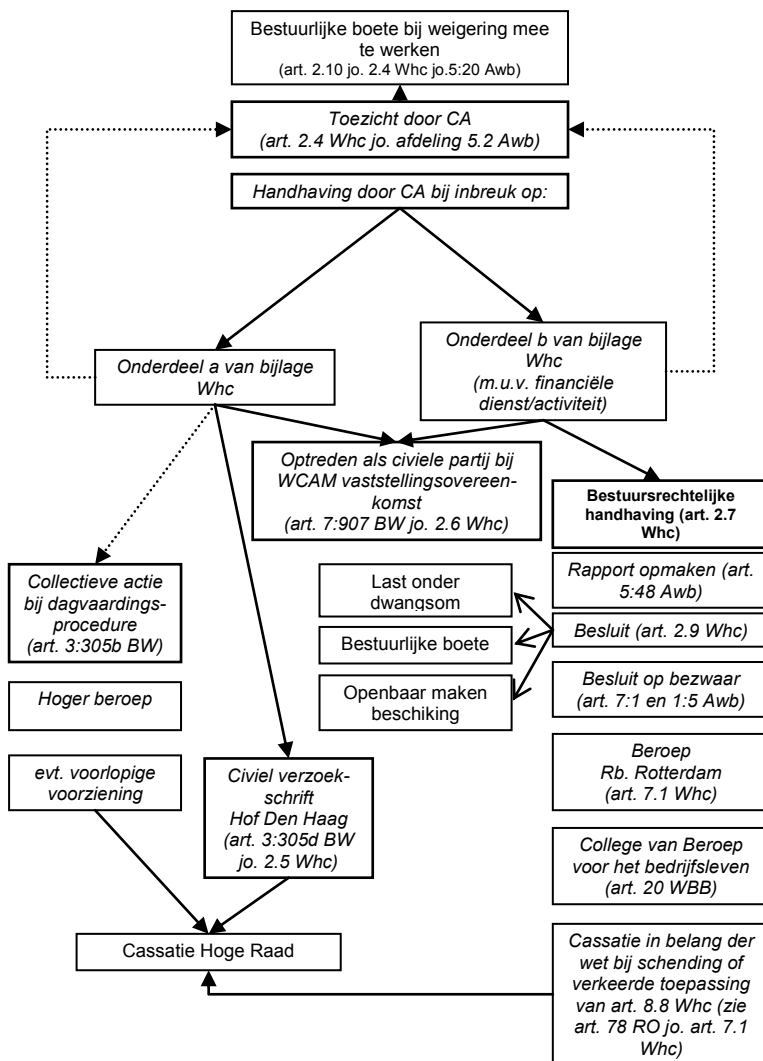 Bestuurlijke boete bij weigering mee
te werken
(art. 2.10 jo. 2.4 Whc jo.5:20 Awb)
Toezicht door CA
(art. 2.4 Whc jo. afdeling 5.2 Awb)
Handhaving door CA bij inbreuk op:
Onderdeel a van bijlage
Whc
Onderdeel b van bijlage
Whc
(m.u.v. financiële
dienst/activiteit)
Optreden als civiele partij bij
WCAM vaststellingsovereen-
komst
(art. 7:907 BW jo. 2.6 Whc)
Bestuursrechtelijke
handhaving (art. 2.7
Whc)
Collectieve actie
bij dagvaardings-
procedure
(art. 3:305b BW)
Last onder
dwangsom
Rapport opmaken (art.
5:48 Awb)
Bestuurlijke boete
Besluit (art. 2.9 Whc)
Openbaar maken
beschiking
Besluit op bezwaar
(art. 7:1 en 1:5 Awb)
Hoger beroep
evt. voorlopige
voorziening
Civiel verzoek-
schrift
Hof Den Haag
(art. 3:305d BW
jo. 2.5 Whc)
Beroep
Rb. Rotterdam
(art. 7.1 Whc)
College van Beroep
voor het bedrijfsleven
(art. 20 WBB)
Cassatie Hoge Raad
Cassatie in belang der
wet bij schending of
verkeerde toepassing
van art. 8.8 Whc (zie
art. 78 RO jo. art. 7.1
Whc)